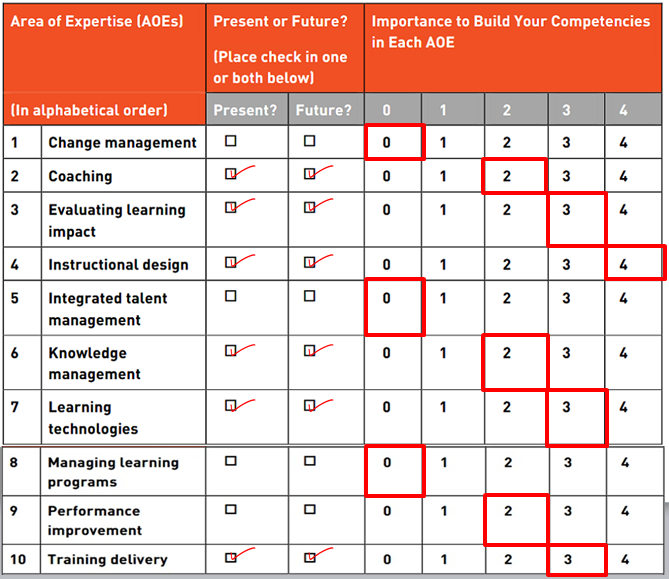 Area of Expertise (AOEs) Present or Future? Importance to Build Your Competencies
in Each AOE
(Place check in one
or both below)
(In alphabetical order) Present? Future? 0 1 2 3 4
1 Change management 0 1 2 3 4
2 Coaching 0 1 2 3 4
3 Evaluating learning 0 1 2 3 4
impact
4 Instructional design 0 1 2 3 4
5 Integrated talent 0 1 2 3 4
management
6 Knowledge 0 1 2 3 4
management
7 Learning 0 1 2 3 4
technologies
8 Managing learning 0 1 2 3 4
programs
9 Performance 0 1 2 3 4
improvement
10 Training delivery 0 1 2 3 4